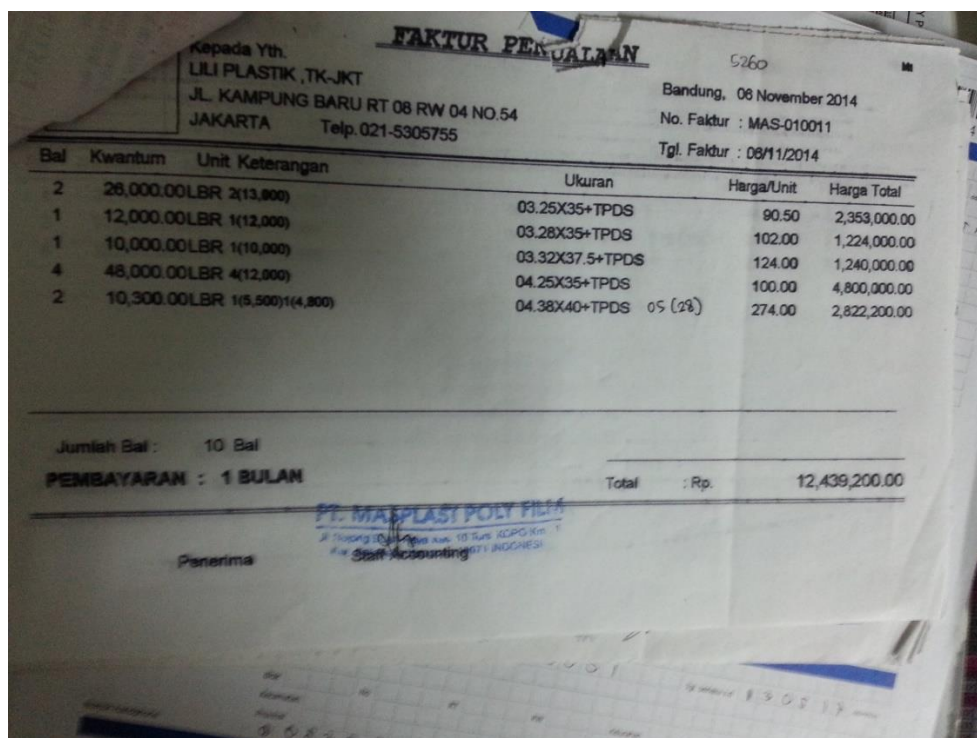 FAKTUR PENJUALAAN
5260
Kepada Yth.
LILI PLASTIK ,TK-JKT
JL. KAMPUNG BARU RT 08 RW 04 NO.54
JAKARTA Telp.021-5305755
Bandung, 06 November 2014
No. Faktur : MAS-010011
Tgl. Faktur : 06/11/2014
Bal Kwantum Unit Keterangan Ukuran Harga/Unit Harga Total
2 26,000.00LBR 2(13,000) 03.25X35+TPDS 90.50 2,353,000.00
1 12,000.00LBR 1(12,000) 03.28X35+TPDS 102.00 1,224,000.00
1 10,000.00LBR 1(10,000) 03.32X37.5+TPDS 124.00 1,240,000.00
4 48,000.00LBR 4(12,000) 04.25X35+TPDS 100.00 4,800,000.00
2 10,300.00LBR 1(5,500)1(4,800) 04.38X40+TPDS 05 (28) 274.00 2,822,200.00
Jumlah Bal : 10 Bal
PEMBAYARAN : 1 BULAN
Total : Rp. 12,439,200.00
PT. MASPLASI POLY FILM
Penerima Staff Accounting